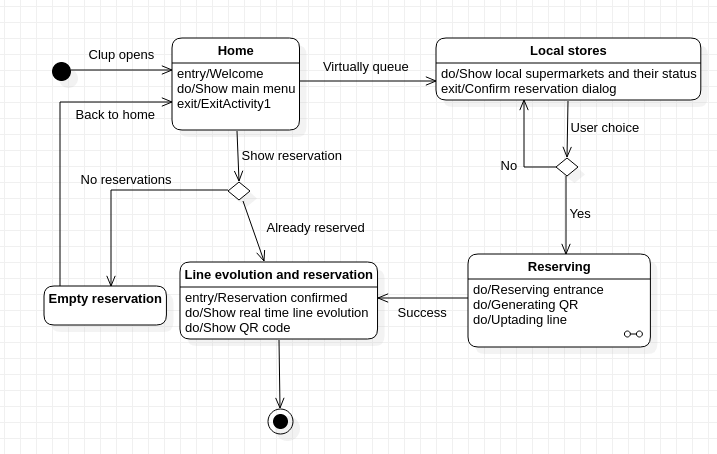 Clup opens
Home
entry/Welcome
do/Show main menu
exit/ExitActivity1
Virtually queue
Local stores
do/Show local supermarkets and their status
exit/Confirm reservation dialog
Back to home
User choice
Show reservation
No
No reservations
Yes
Already reserved
Line evolution and reservation
entry/Reservation confirmed
do/Show real time line evolution
do/Show QR code
Empty reservation
Success
Reserving
do/Reserving entrance
do/Generating QR
do/Uptading line